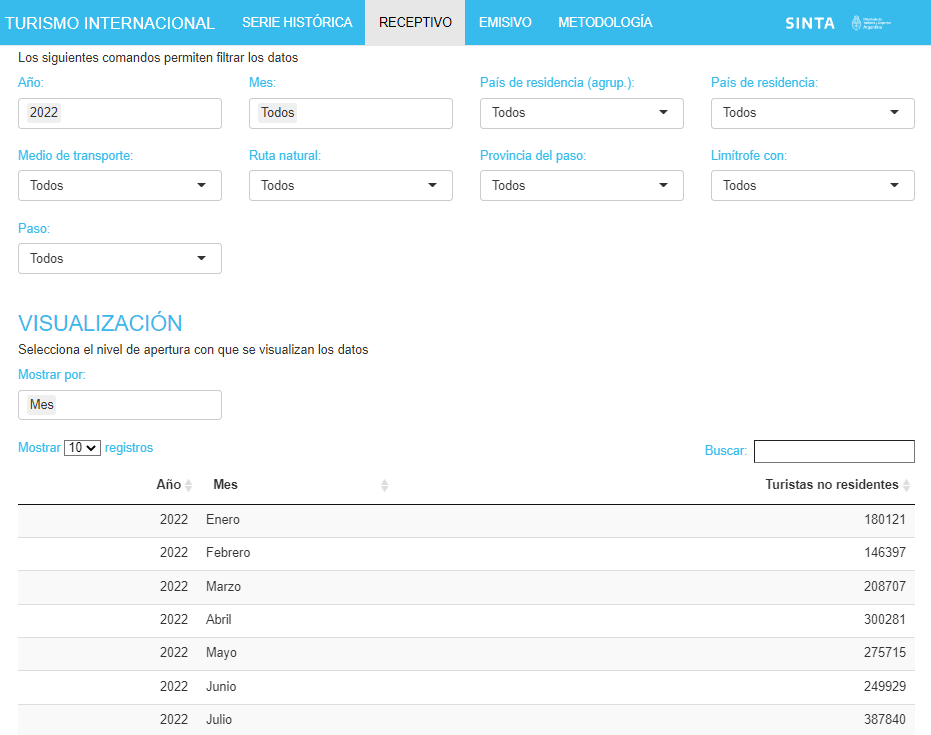 TURISMO INTERNACIONAL SERIE HISTÓRICA RECEPTIVO EMISIVO METODOLOGÍA SINTA
Los siguientes comandos permiten filtrar los datos
Año: Mes: País de residencia (agrup.): País de residencia:
2022 Todos Todos Todos
Medio de transporte: Ruta natural: Provincia del paso: Limítrofe con:
Todos Todos Todos Todos
Paso:
Todos
VISUALIZACIÓN
Selecciona el nivel de apertura con que se visualizan los datos
Mostrar por:
Mes
Mostrar 10 registros Buscar:
Año Mes Turistas no residentes
2022 Enero 180121
2022 Febrero 146397
2022 Marzo 208707
2022 Abril 300281
2022 Mayo 275715
2022 Junio 249929
2022 Julio 387840